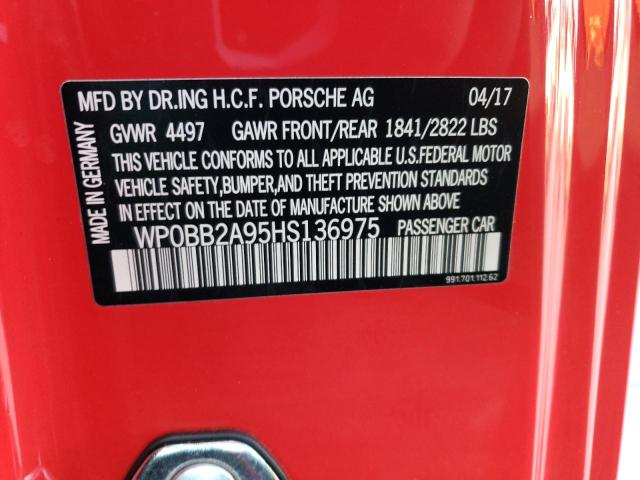 MFD BY DR.ING H.C.F. PORSCHE AG 04/17
GVWR 4497 GAWR FRONT/REAR 1841/2822 LBS
THIS VEHICLE CONFORMS TO ALL APPLICABLE U.S.FEDERAL MOTOR
VEHICLE SAFETY,BUMPER,AND THEFT PREVENTION STANDARDS
IN EFFECT ON THE DATE OF MANUFACTURE SHOWN ABOVE
WP0BB2A95HS136975 PASSENGER CAR
991.701.112.62
MADE IN GERMANY